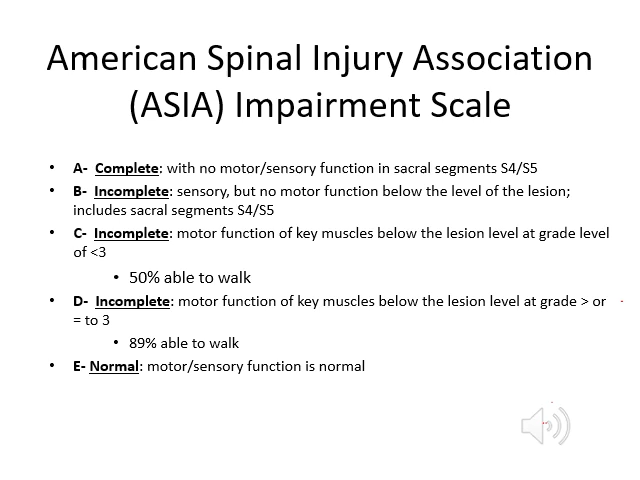 American Spinal Injury Association
(ASIA) Impairment Scale
• A- Complete: with no motor/sensory function in sacral segments S4/S5
• B- Incomplete: sensory, but no motor function below the level of the lesion;
includes sacral segments S4/S5
• C- Incomplete: motor function of key muscles below the lesion level at grade level
of <3
• 50% able to walk
• D- Incomplete: motor function of key muscles below the lesion level at grade > or
= to 3
• 89% able to walk
• E- Normal: motor/sensory function is normal